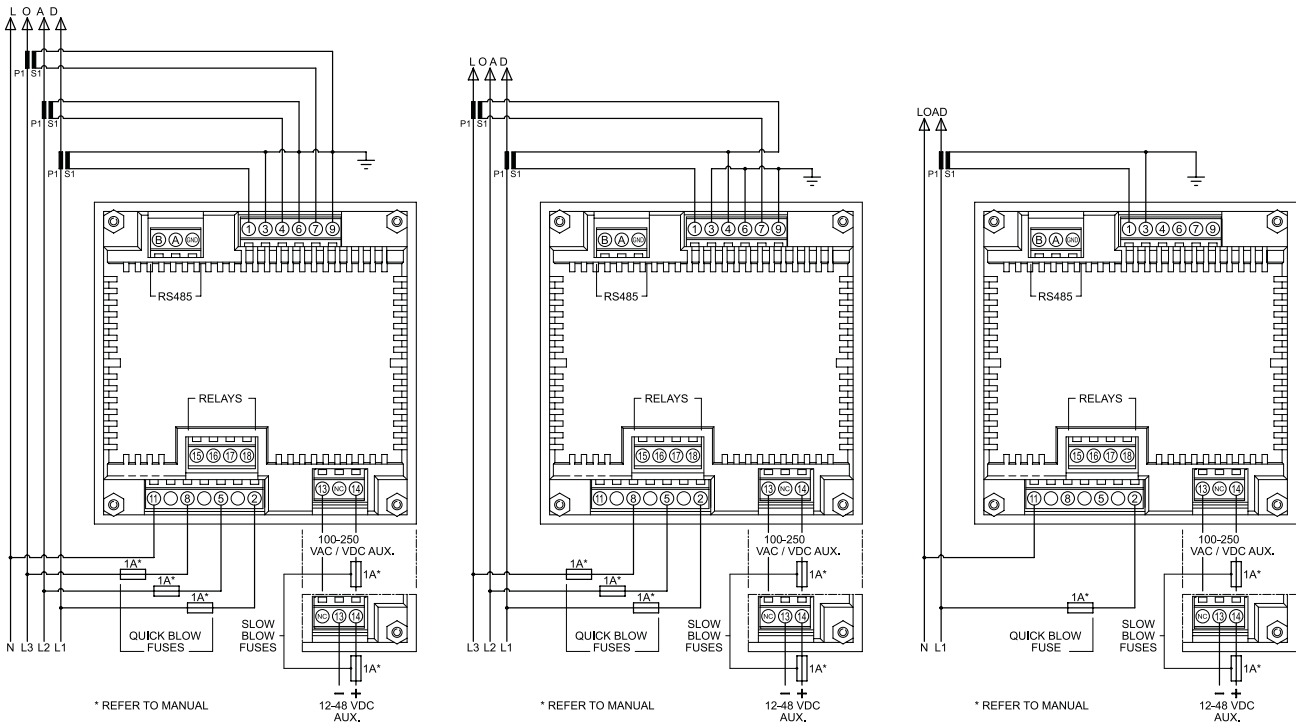 L O A D
P1 S1
P1 S1
P1 S1
1 3 4 6 7 9
B A GND
RS485
RELAYS
15 16 17 18
11 8 5 2
13 NC 14
100-250
VAC / VDC AUX.
1A*
1A*
1A*
1A*
NC 13 14
SLOW
BLOW
FUSES
QUICK BLOW
FUSES
N L3 L2 L1
1A*
- +
12-48 VDC
AUX.
* REFER TO MANUAL
L O A D
P1 S1
P1 S1
1 3 4 6 7 9
B A GND
RS485
RELAYS
15 16 17 18
11 8 5 2
13 NC 14
100-250
VAC / VDC AUX.
1A*
1A*
1A*
1A*
NC 13 14
SLOW
BLOW
FUSES
QUICK BLOW
FUSES
L3 L2 L1
1A*
- +
12-48 VDC
AUX.
* REFER TO MANUAL
LOAD
P1 S1
1 3 4 6 7 9
B A GND
RS485
RELAYS
15 16 17 18
11 8 5 2
13 NC 14
100-250
VAC / VDC AUX.
1A*
1A*
NC 13 14
SLOW
BLOW
FUSES
QUICK BLOW
FUSE
N L1
1A*
- +
12-48 VDC
AUX.
* REFER TO MANUAL